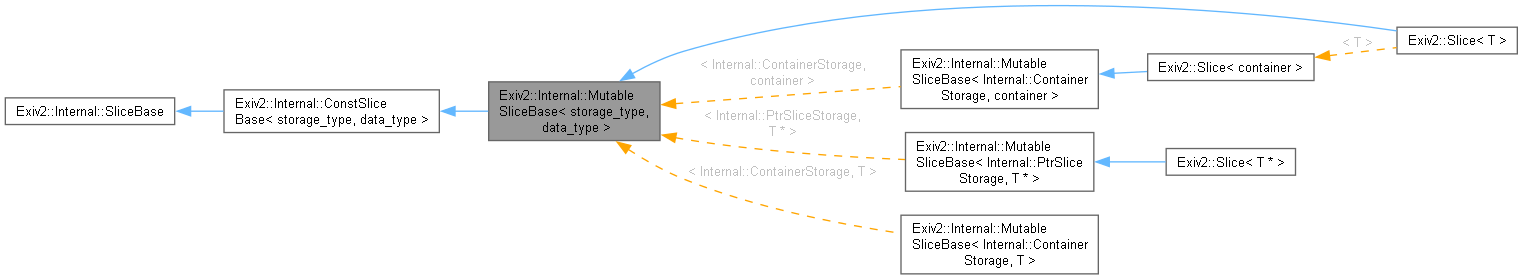 Exiv2::Internal::SliceBase
Exiv2::Internal::ConstSlice
Base< storage_type, data_type >
Exiv2::Internal::Mutable
SliceBase< storage_type,
data_type >
< Internal::ContainerStorage,
container >
< Internal::PtrSliceStorage,
T * >
< Internal::ContainerStorage, T >
Exiv2::Internal::Mutable
SliceBase< Internal::Container
Storage, container >
Exiv2::Slice< container >
< T >
Exiv2::Slice< T >
Exiv2::Internal::Mutable
SliceBase< Internal::PtrSlice
Storage, T * >
Exiv2::Slice< T * >
Exiv2::Internal::Mutable
SliceBase< Internal::Container
Storage, T >